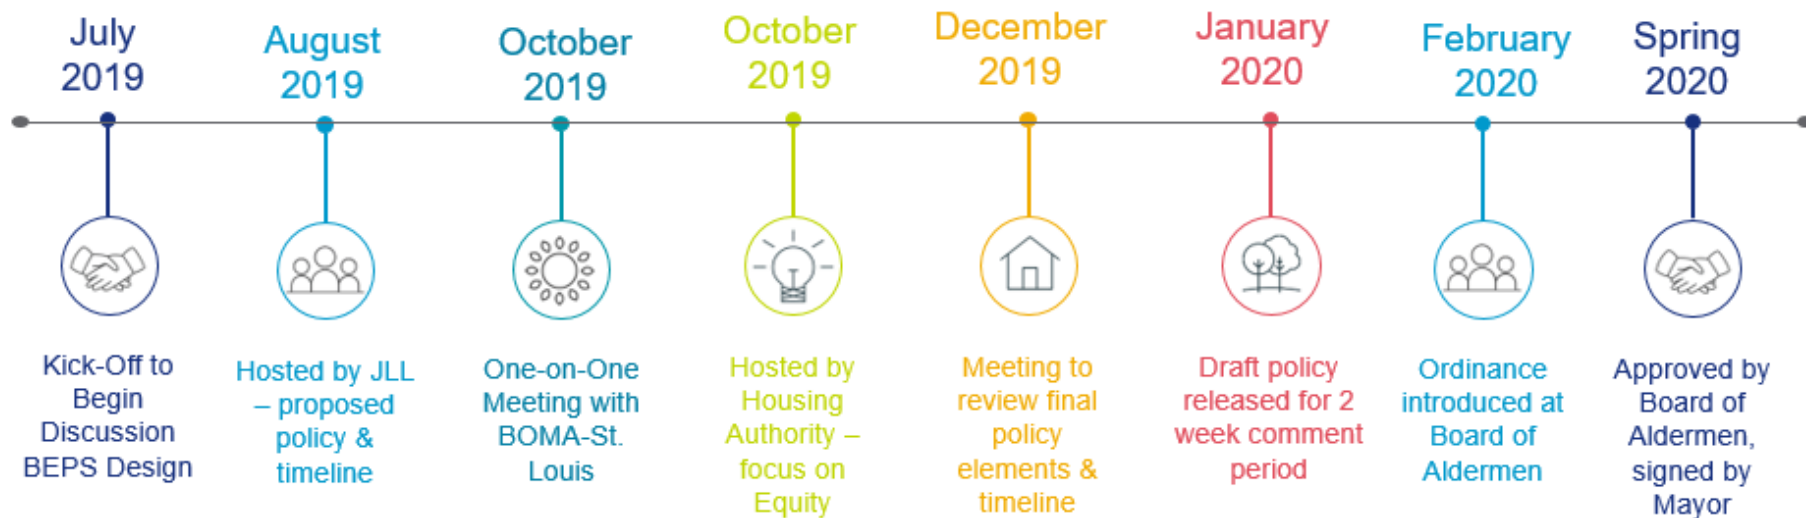 July
2019
August
2019
October
2019
October
2019
December
2019
January
2020
February
2020
Spring
2020
Kick-Off to
Begin
Discussion
BEPS Design
Hosted by JLL
– proposed
policy &
timeline
One-on-One
Meeting with
BOMA-St.
Louis
Hosted by
Housing
Authority –
focus on
Equity
Meeting to
review final
policy
elements &
timeline
Draft policy
released for 2
week comment
period
Ordinance
introduced at
Board of
Aldermen
Approved by
Board of
Aldermen,
signed by
Mayor